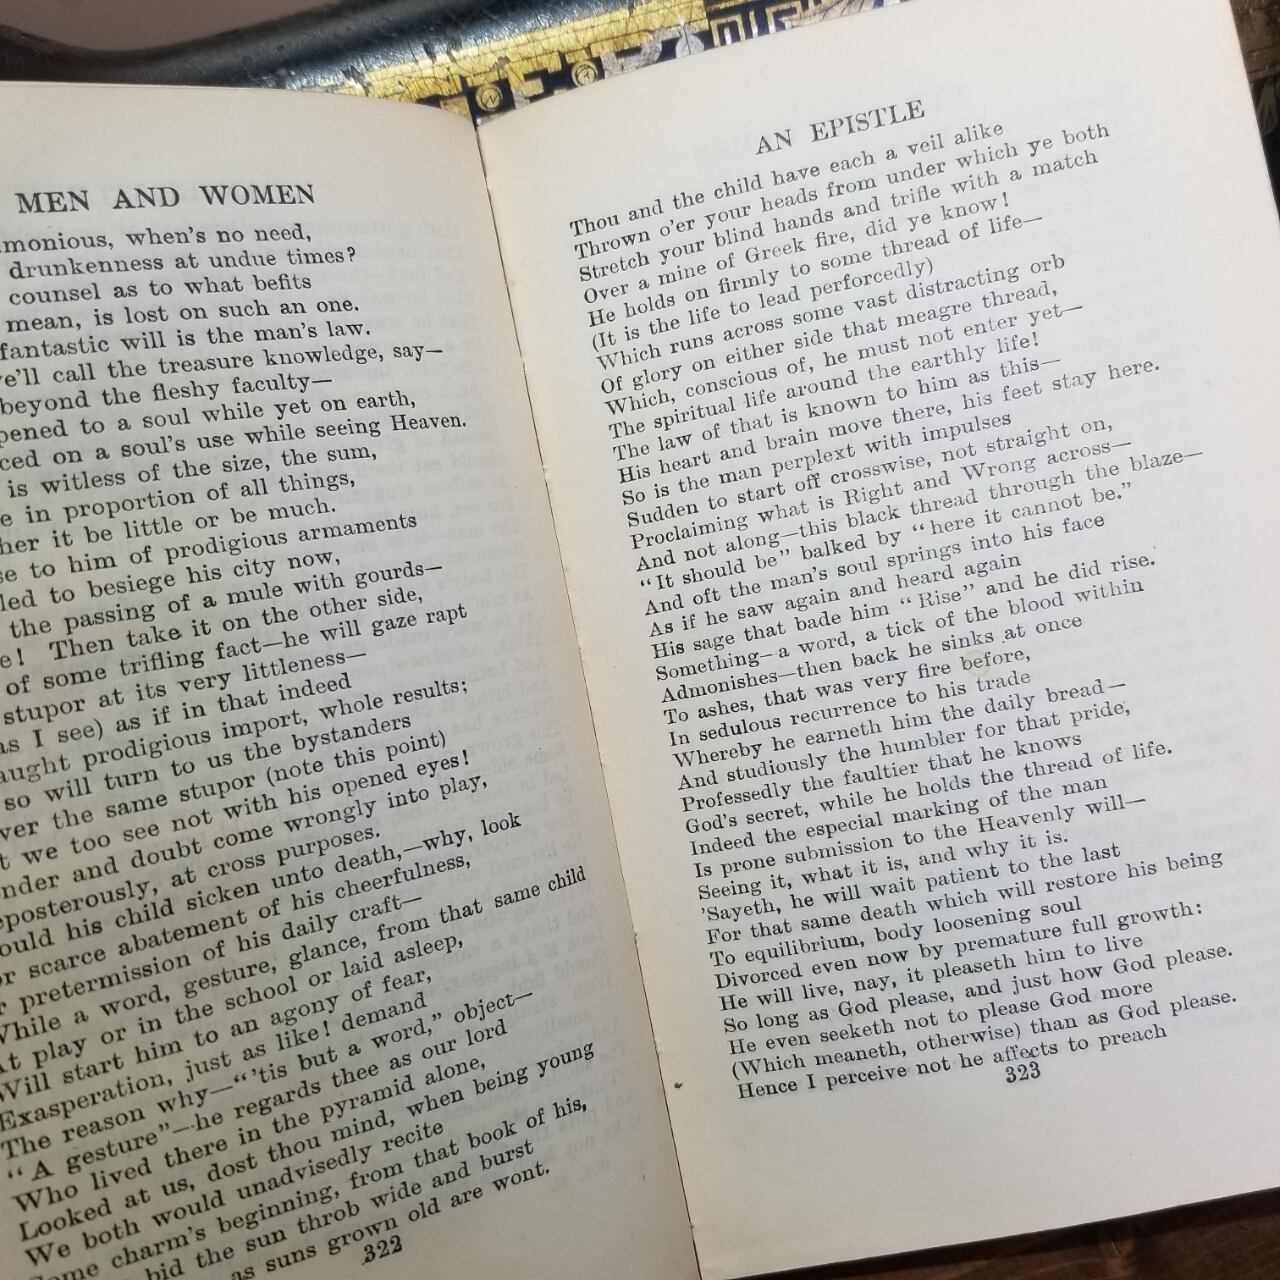 MEN AND WOMEN
monious, when's no need,
drunkenness at undue times?
counsel as to what befits
mean, is lost on such an one.
fantastic will is the man's law.
e'll call the treasure knowledge, say—
beyond the fleshy faculty—
pened to a soul while yet on earth,
ced on a soul's use while seeing Heaven.
is witless of the size, the sum,
e in proportion of all things,
her it be little or be much.
se to him of prodigious armaments
led to besiege his city now,
the passing of a mule with gourds—
e! Then take it on the other side,
of some trifling fact—he will gaze rapt
stupor at its very littleness—
as I see) as if in that indeed
aught prodigious import, whole results;
so will turn to us the bystanders
ver the same stupor (note this point)
t we too see not with his opened eyes!
nder and doubt come wrongly into play,
eposterously, at cross purposes.
ould his child sicken unto death,—why, look
or scarce abatement of his cheerfulness,
r pretermission of his daily craft—
While a word, gesture, glance, from that same child
At play or in the school or laid asleep,
Will start him to an agony of fear,
Exasperation, just as like! demand
The reason why—“'tis but a word,” object—
“A gesture”—he regards thee as our lord
Who lived there in the pyramid alone,
Looked at us, dost thou mind, when being young
We both would unadvisedly recite
Some charm's beginning, from that book of his,
bid the sun throb wide and burst
as suns grown old are wont.
322
AN EPISTLE
Thou and the child have each a veil alike
Thrown o'er your heads from under which ye both
Stretch your blind hands and trifle with a match
Over a mine of Greek fire, did ye know!
He holds on firmly to some thread of life—
(It is the life to lead perforcedly)
Which runs across some vast distracting orb
Of glory on either side that meagre thread,
Which, conscious of, he must not enter yet—
The spiritual life around the earthly life!
The law of that is known to him as this—
His heart and brain move there, his feet stay here.
So is the man perplext with impulses
Sudden to start off crosswise, not straight on,
Proclaiming what is Right and Wrong across—
And not along—this black thread through the blaze—
“It should be” balked by “here it cannot be.”
And oft the man's soul springs into his face
As if he saw again and heard again
His sage that bade him “Rise” and he did rise.
Something—a word, a tick of the blood within
Admonishes—then back he sinks at once
To ashes, that was very fire before,
In sedulous recurrence to his trade
Whereby he earneth him the daily bread—
And studiously the humbler for that pride,
Professedly the faultier that he knows
God's secret, while he holds the thread of life.
Indeed the especial marking of the man
Is prone submission to the Heavenly will—
Seeing it, what it is, and why it is.
'Sayeth, he will wait patient to the last
For that same death which will restore his being
To equilibrium, body loosening soul
Divorced even now by premature full growth:
He will live, nay, it pleaseth him to live
So long as God please, and just how God please.
He even seeketh not to please God more
(Which meaneth, otherwise) than as God please.
Hence I perceive not he affects to preach
323